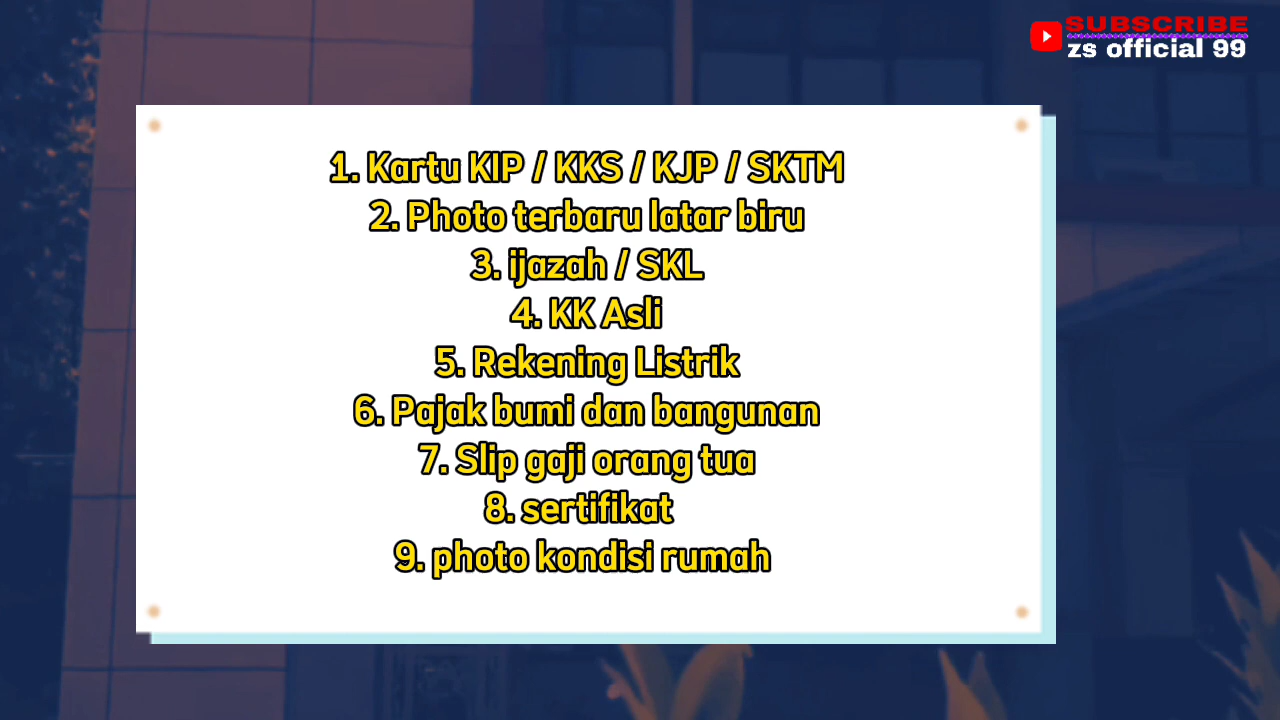 SUBSCRIBE
zs official 99
1. Kartu KIP / KKS / KJP / SKTM
2. Photo terbaru latar biru
3. ijazah / SKL
4. KK Asli
5. Rekening Listrik
6. Pajak bumi dan bangunan
7. Slip gaji orang tua
8. sertifikat
9. photo kondisi rumah